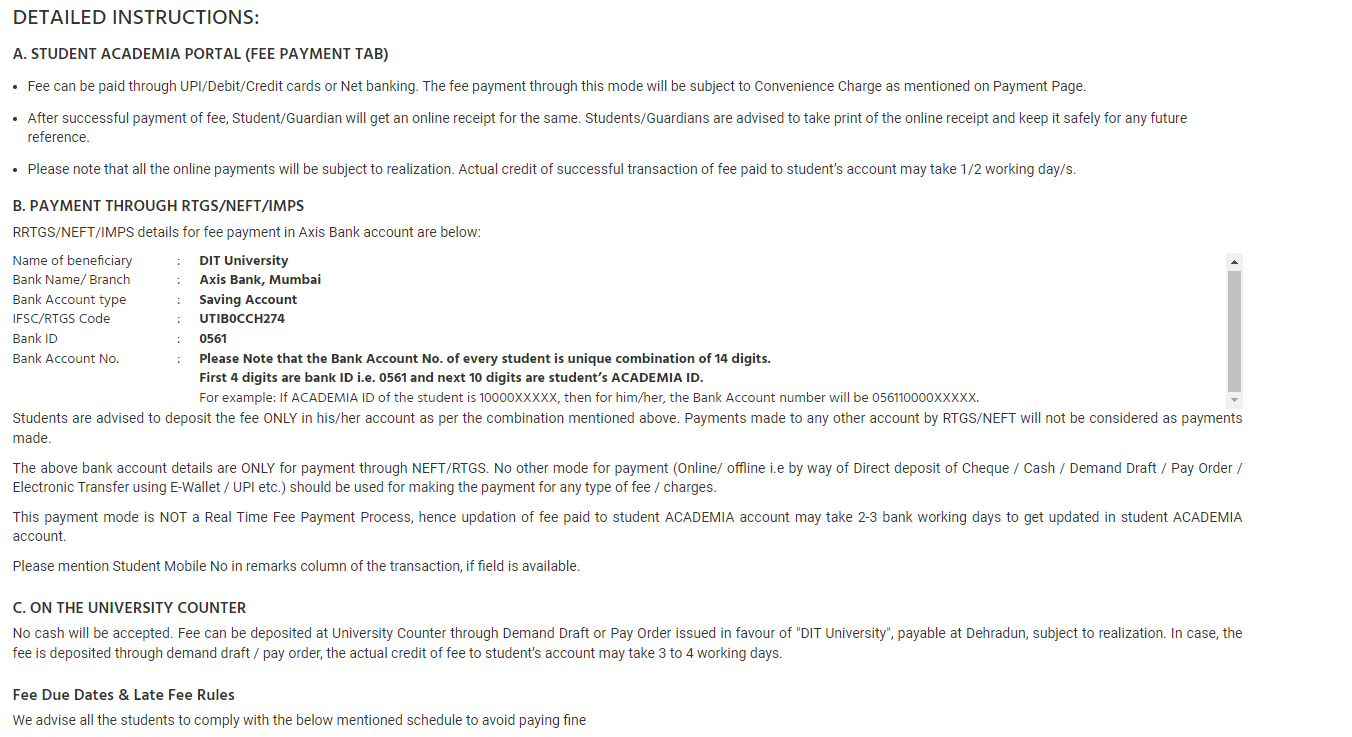 DETAILED INSTRUCTIONS:
A. STUDENT ACADEMIA PORTAL (FEE PAYMENT TAB)
• Fee can be paid through UPI/Debit/Credit cards or Net banking. The fee payment through this mode will be subject to Convenience Charge as mentioned on Payment Page.
• After successful payment of fee, Student/Guardian will get an online receipt for the same. Students/Guardians are advised to take print of the online receipt and keep it safely for any future
reference.
• Please note that all the online payments will be subject to realization. Actual credit of successful transaction of fee paid to student’s account may take 1/2 working day/s.
B. PAYMENT THROUGH RTGS/NEFT/IMPS
RRTGS/NEFT/IMPS details for fee payment in Axis Bank account are below:
Name of beneficiary : DIT University
Bank Name/ Branch : Axis Bank, Mumbai
Bank Account type : Saving Account
IFSC/RTGS Code : UTIB0CCH274
Bank ID : 0561
Bank Account No. : Please Note that the Bank Account No. of every student is unique combination of 14 digits.
First 4 digits are bank ID i.e. 0561 and next 10 digits are student’s ACADEMIA ID.
For example: If ACADEMIA ID of the student is 10000XXXXX, then for him/her, the Bank Account number will be 056110000XXXXX.
Students are advised to deposit the fee ONLY in his/her account as per the combination mentioned above. Payments made to any other account by RTGS/NEFT will not be considered as payments
made.
The above bank account details are ONLY for payment through NEFT/RTGS. No other mode for payment (Online/ offline i.e by way of Direct deposit of Cheque / Cash / Demand Draft / Pay Order /
Electronic Transfer using E-Wallet / UPI etc.) should be used for making the payment for any type of fee / charges.
This payment mode is NOT a Real Time Fee Payment Process, hence updation of fee paid to student ACADEMIA account may take 2-3 bank working days to get updated in student ACADEMIA
account.
Please mention Student Mobile No in remarks column of the transaction, if field is available.
C. ON THE UNIVERSITY COUNTER
No cash will be accepted. Fee can be deposited at University Counter through Demand Draft or Pay Order issued in favour of "DIT University", payable at Dehradun, subject to realization. In case, the
fee is deposited through demand draft / pay order, the actual credit of fee to student’s account may take 3 to 4 working days.
Fee Due Dates & Late Fee Rules
We advise all the students to comply with the below mentioned schedule to avoid paying fine